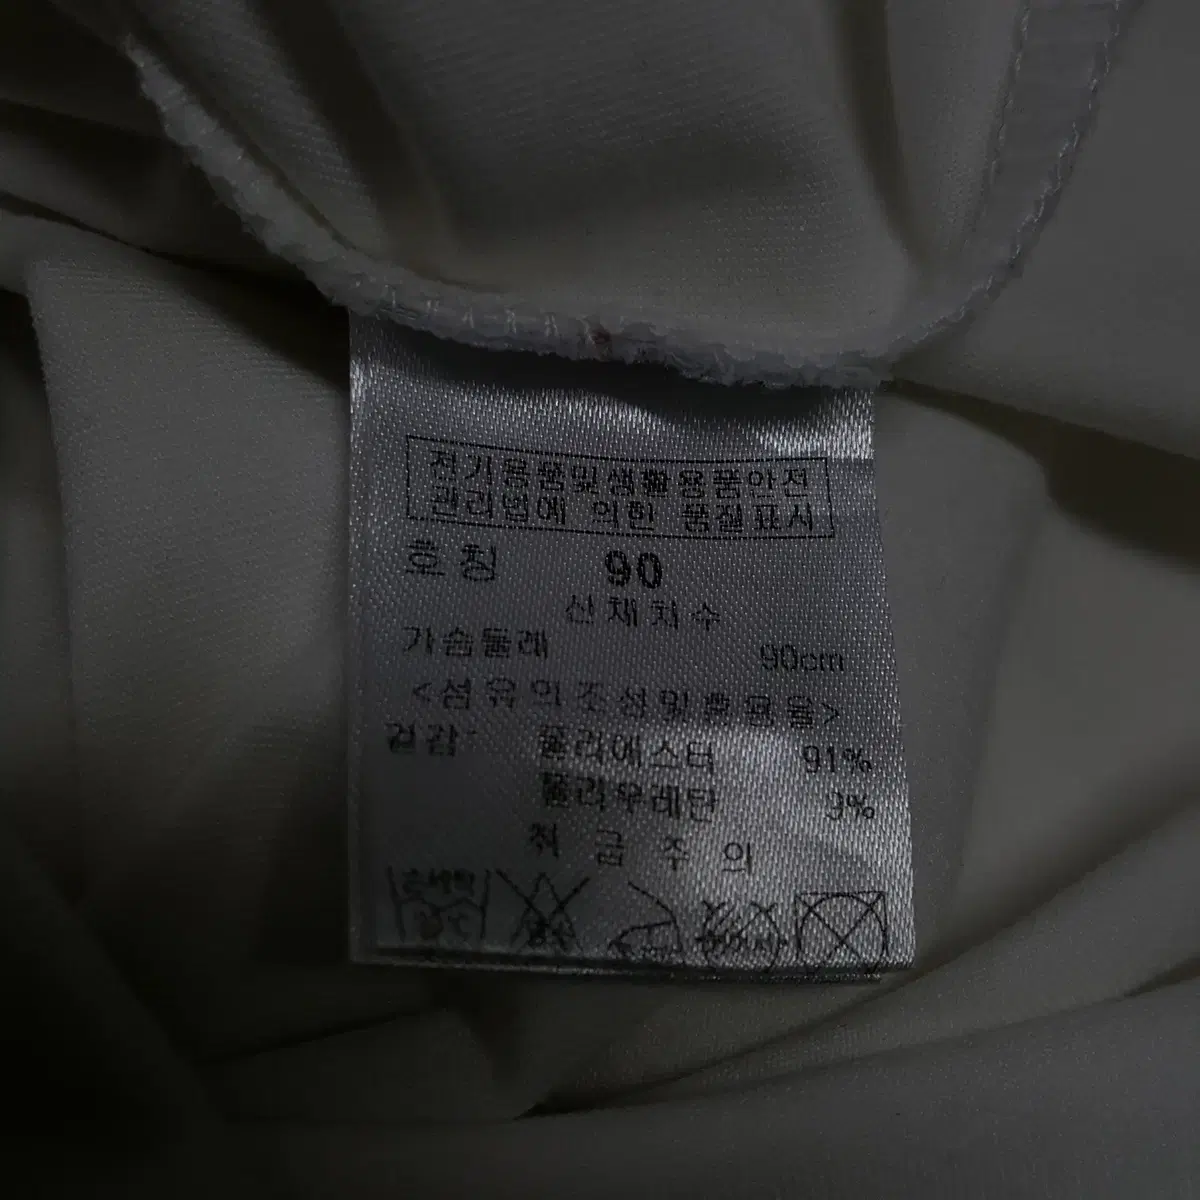 전기용품및생활용품안전
관리법에 의한 품질표시
호칭 90
신체치수
가슴둘레 90cm
<섬유의조성및혼용율>
겉감 폴리에스터 91%
폴리우레탄 9%
취급주의
손세탁